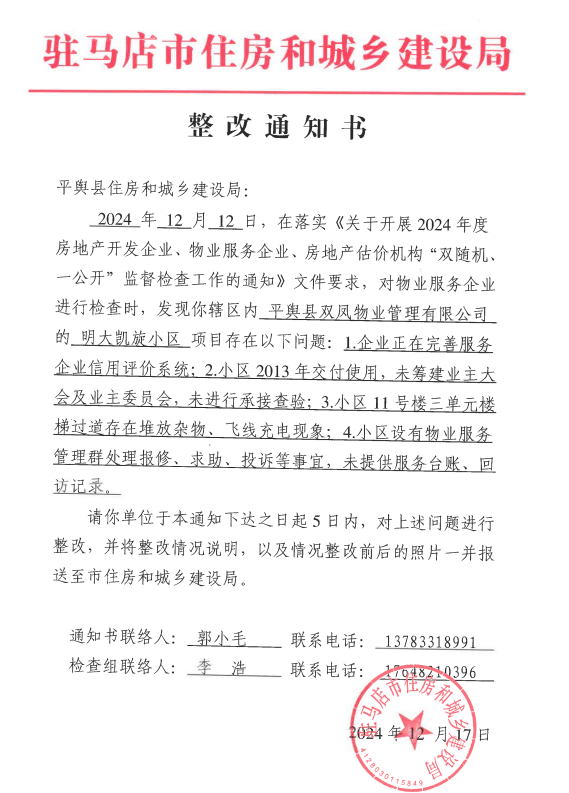 驻马店市住房和城乡建设局
整改通知书
平舆县住房和城乡建设局：
2024 年 12 月 12 日，在落实《关于开展 2024 年度
房地产开发企业、物业服务企业、房地产估价机构“双随机、
一公开”监督检查工作的通知》文件要求，对物业服务企业
进行检查时，发现你辖区内 平舆县双凤物业管理有限公司
的 明大凯旋小区 项目存在以下问题：1.企业正在完善服务
企业信用评价系统；2.小区 2013 年交付使用，未筹建业主大
会及业主委员会，未进行承接查验；3.小区 11 号楼三单元楼
梯过道存在堆放杂物、飞线充电现象；4.小区设有物业服务
管理群处理报修、求助、投诉等事宜，未提供服务台账、回
访记录。
请你单位于本通知下达之日起 5 日内，对上述问题进行
整改，并将整改情况说明，以及情况整改前后的照片一并报
送至市住房和城乡建设局。
通知书联络人： 郭小毛 联系电话： 13783318991
检查组联络人： 李 浩 联系电话： 17648210396
2024 年 12 月 17 日
驻马店市住房和城乡建设局
4128030115849